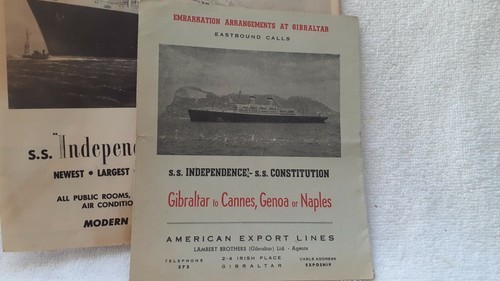 EMBARKATION ARRANGEMENTS AT GIBRALTAR
EASTBOUND CALLS
s.s. INDEPENDENCE - s.s. CONSTITUTION
Gibraltar to Cannes, Genoa or Naples
AMERICAN EXPORT LINES
LAMBERT BROTHERS (Gibraltar) Ltd. - Agents
TELEPHONE 2-4 IRISH PLACE CABLE ADDRESS
GIBRALTAR EXPOSHIP
s.s. "Independ
NEWEST • LARGEST
ALL PUBLIC ROOMS,
AIR CONDITIO
MODERN